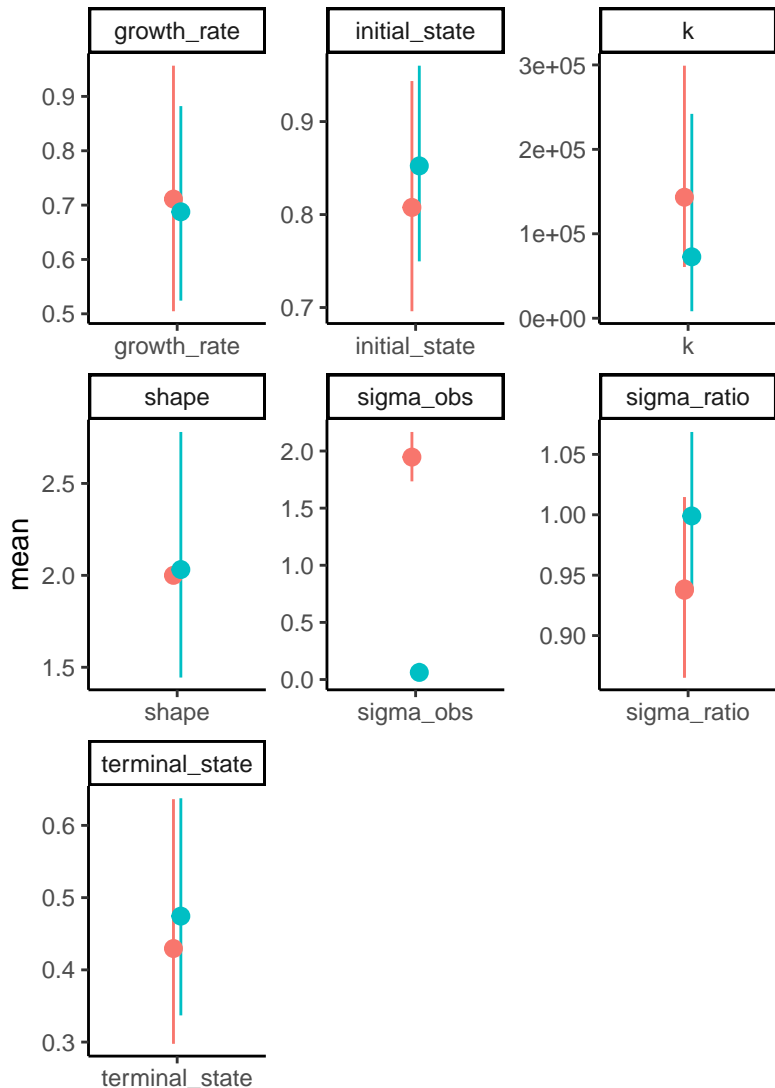 growth_rate initial_state k
0.9
0.8
0.7
0.6
0.5
0.9
0.8
0.7
3e+05
2e+05
1e+05
0e+00
growth_rate initial_state k
shape sigma_obs sigma_ratio
mean
2.5
2.0
1.5
2.0
1.5
1.0
0.5
0.0
1.05
1.00
0.95
0.90
shape sigma_obs sigma_ratio
terminal_state
0.6
0.5
0.4
0.3
terminal_state